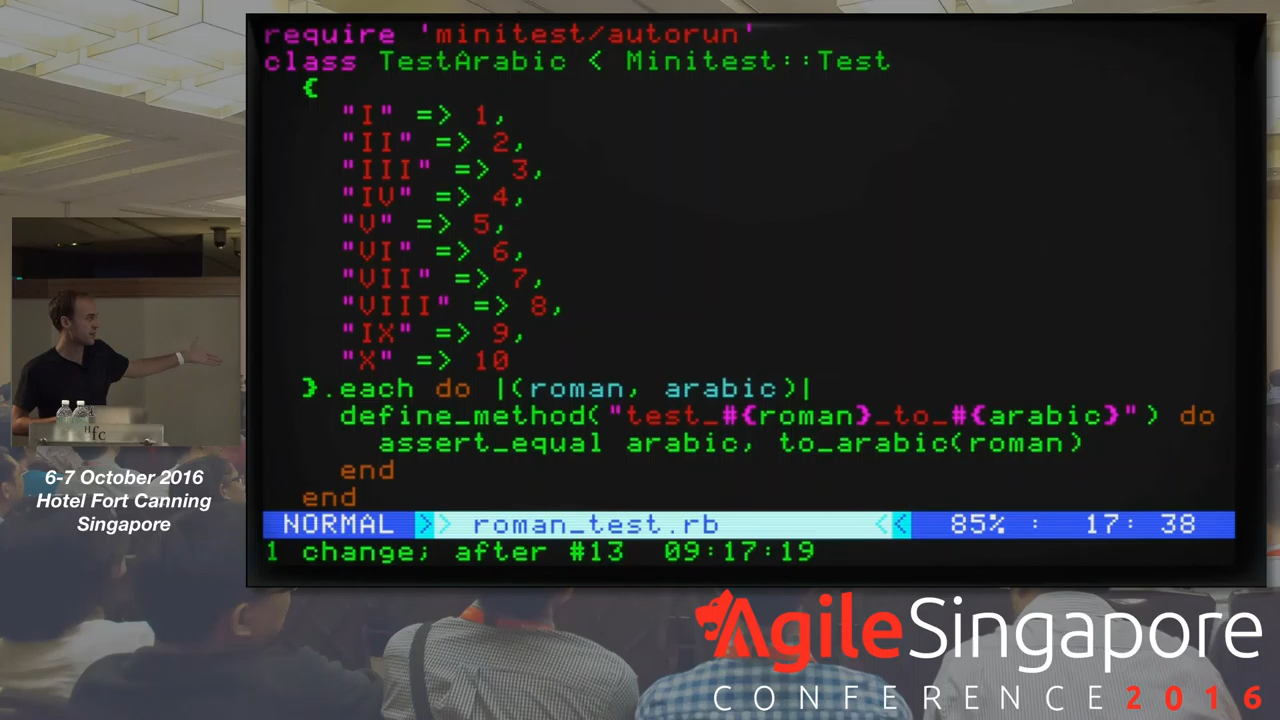 require 'minitest/autorun'
class TestArabic < Minitest::Test
{
"I" => 1,
"II" => 2,
"III" => 3,
"IV" => 4,
"V" => 5,
"VI" => 6,
"VII" => 7,
"VIII" => 8,
"IX" => 9,
"X" => 10
}.each do |(roman, arabic)|
define_method("test_#{roman}_to_#{arabic}") do
assert_equal arabic, to_arabic(roman)
end
end
NORMAL >> roman_test.rb << 85% : 17: 38
1 change; after #13 09:17:19
6-7 October 2016
Hotel Fort Canning
Singapore
AgileSingapore
CONFERENCE 2016